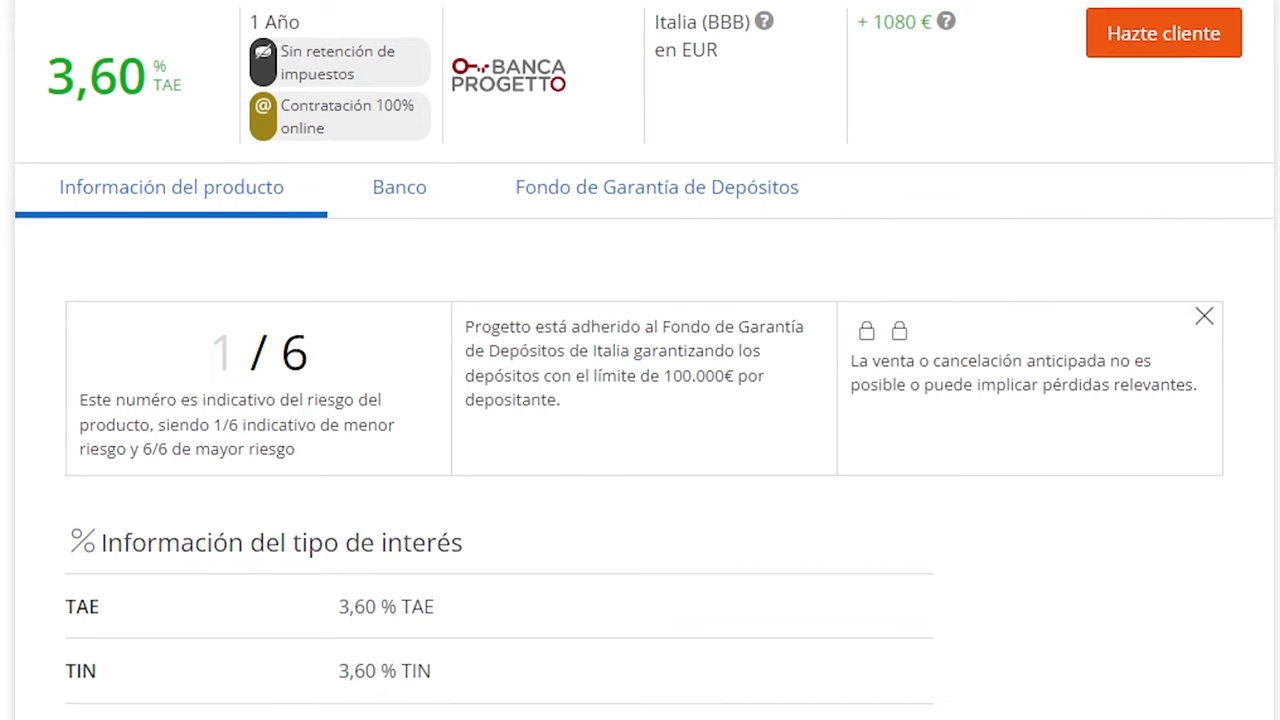 3,60 % TAE
1 Año
Sin retención de
impuestos
@ Contratación 100%
online
BANCA
PROGETTO
Italia (BBB) ?
en EUR
+ 1080 € ?
Hazte cliente
Información del producto
Banco
Fondo de Garantía de Depósitos
1 / 6
Este numéro es indicativo del riesgo del
producto, siendo 1/6 indicativo de menor
riesgo y 6/6 de mayor riesgo
Progetto está adherido al Fondo de Garantía
de Depósitos de Italia garantizando los
depósitos con el límite de 100.000€ por
depositante.
La venta o cancelación anticipada no es
posible o puede implicar pérdidas relevantes.
% Información del tipo de interés
TAE 3,60 % TAE
TIN 3,60 % TIN